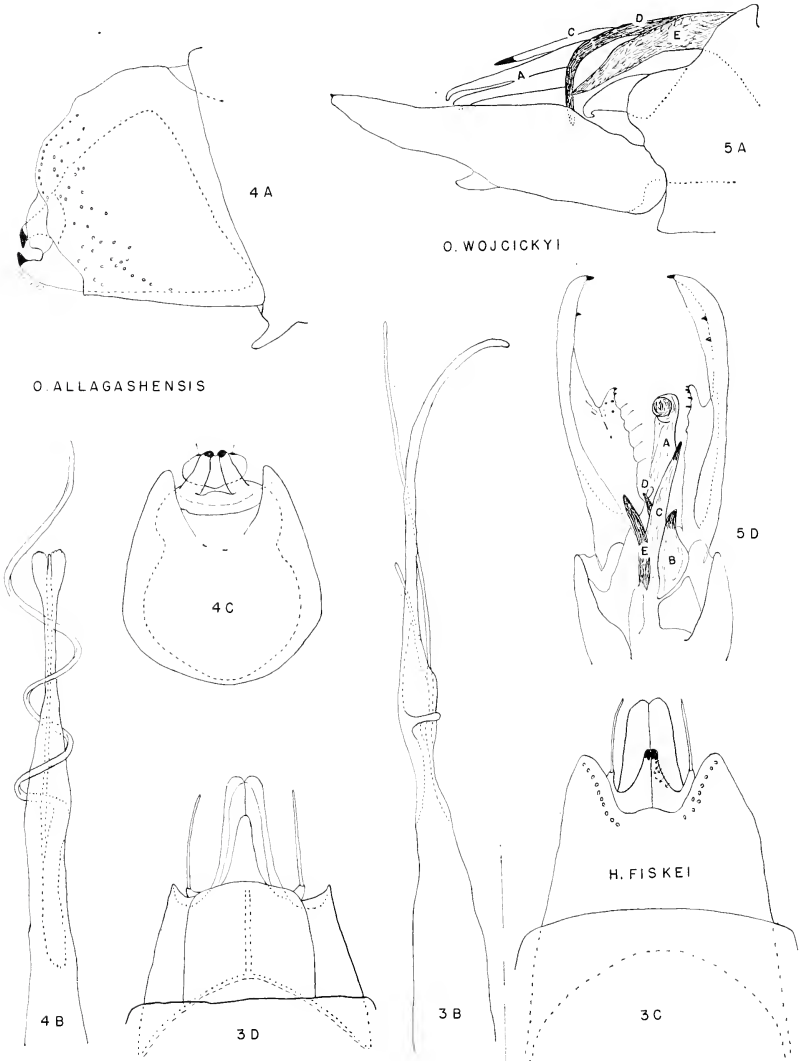 C
D
E
A
4A
5A
O. WOJCICKYI
O. ALLAGASHENSIS
A
D
C
5D
E
B
4C
H. FISKEI
4B
3D
3B
3C